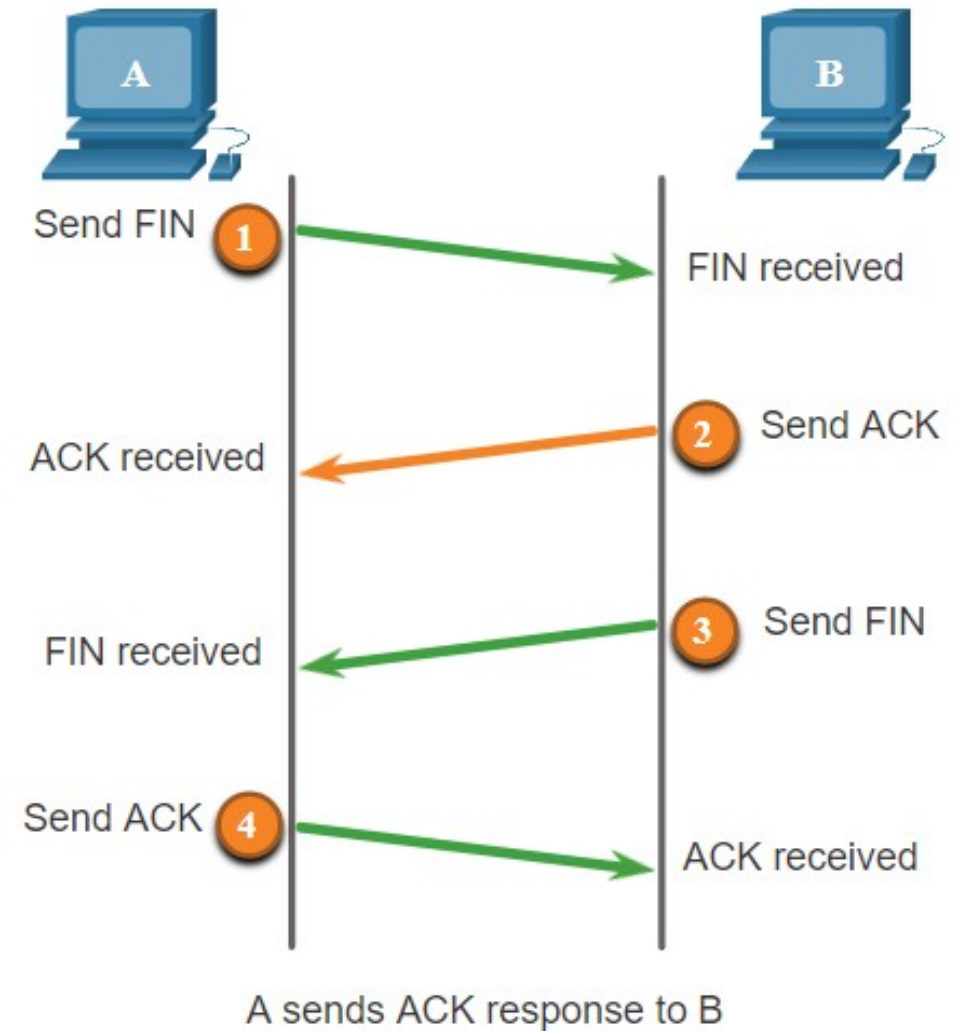 A
B
Send FIN 1
FIN received
2 Send ACK
ACK received
3 Send FIN
FIN received
Send ACK 4
ACK received
A sends ACK response to B